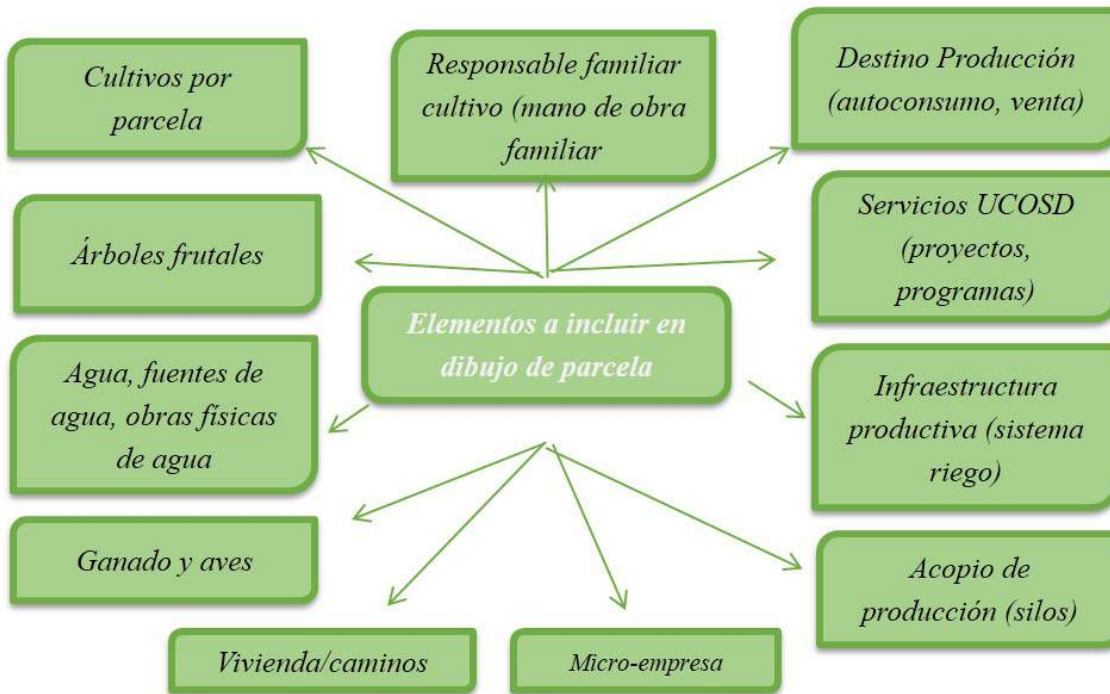 Cultivos por
parcela
Responsable familiar
cultivo (mano de obra
familiar
Destino Producción
(autoconsumo, venta)
Árboles frutales
Servicios UCOSD
(proyectos,
programas)
Elementos a incluir en
dibujo de parcela
Agua, fuentes de
agua, obras físicas
de agua
Infraestructura
productiva (sistema
riego)
Ganado y aves
Acopio de
producción (silos)
Vivienda/caminos
Micro-empresa